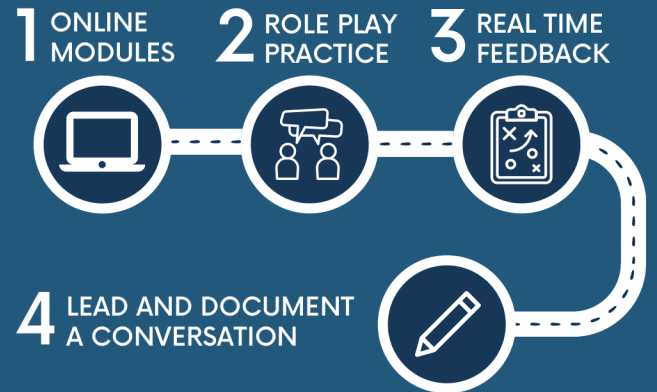 1 ONLINE
MODULES
2 ROLE PLAY
PRACTICE
3 REAL TIME
FEEDBACK
4 LEAD AND DOCUMENT
A CONVERSATION